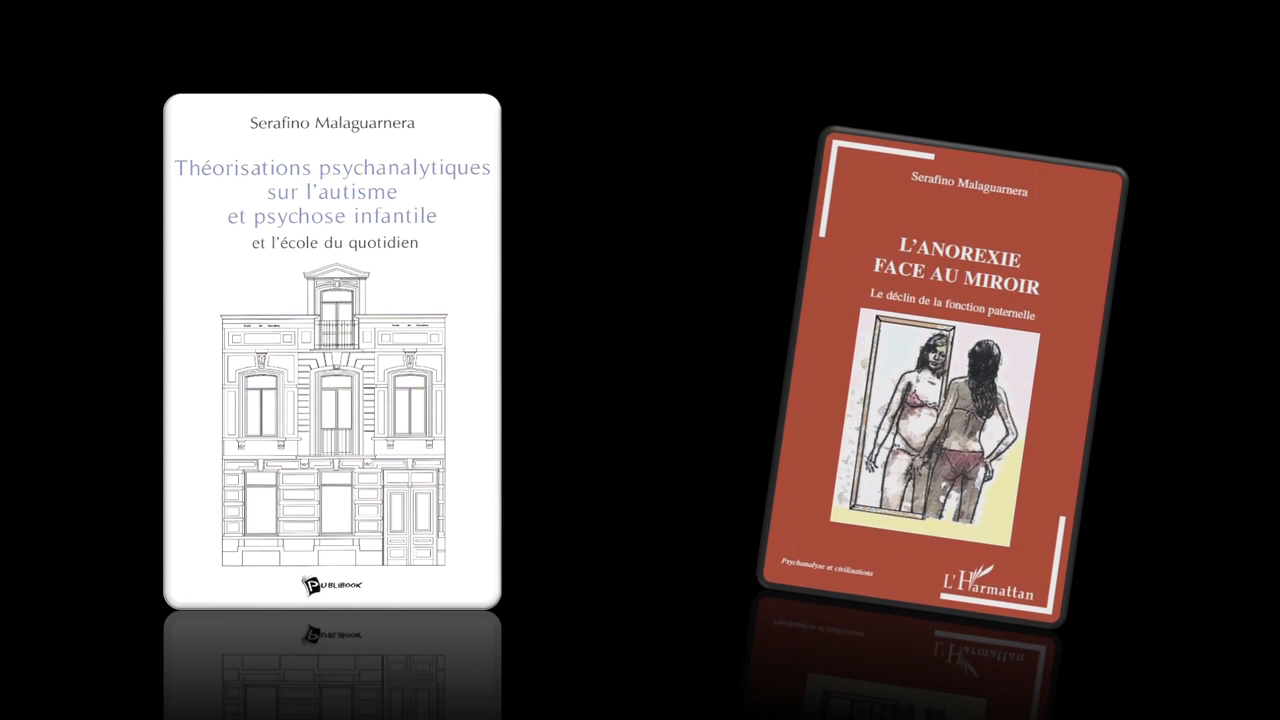 Serafino Malaguarnera
Théorisations psychanalytiques
sur l'autisme
et psychose infantile
et l'école du quotidien
PUBLIBOOK
Serafino Malaguarnera
L'ANOREXIE
FACE AU MIROIR
Le déclin de la fonction paternelle
Psychanalyse et civilisations
L'Harmattan